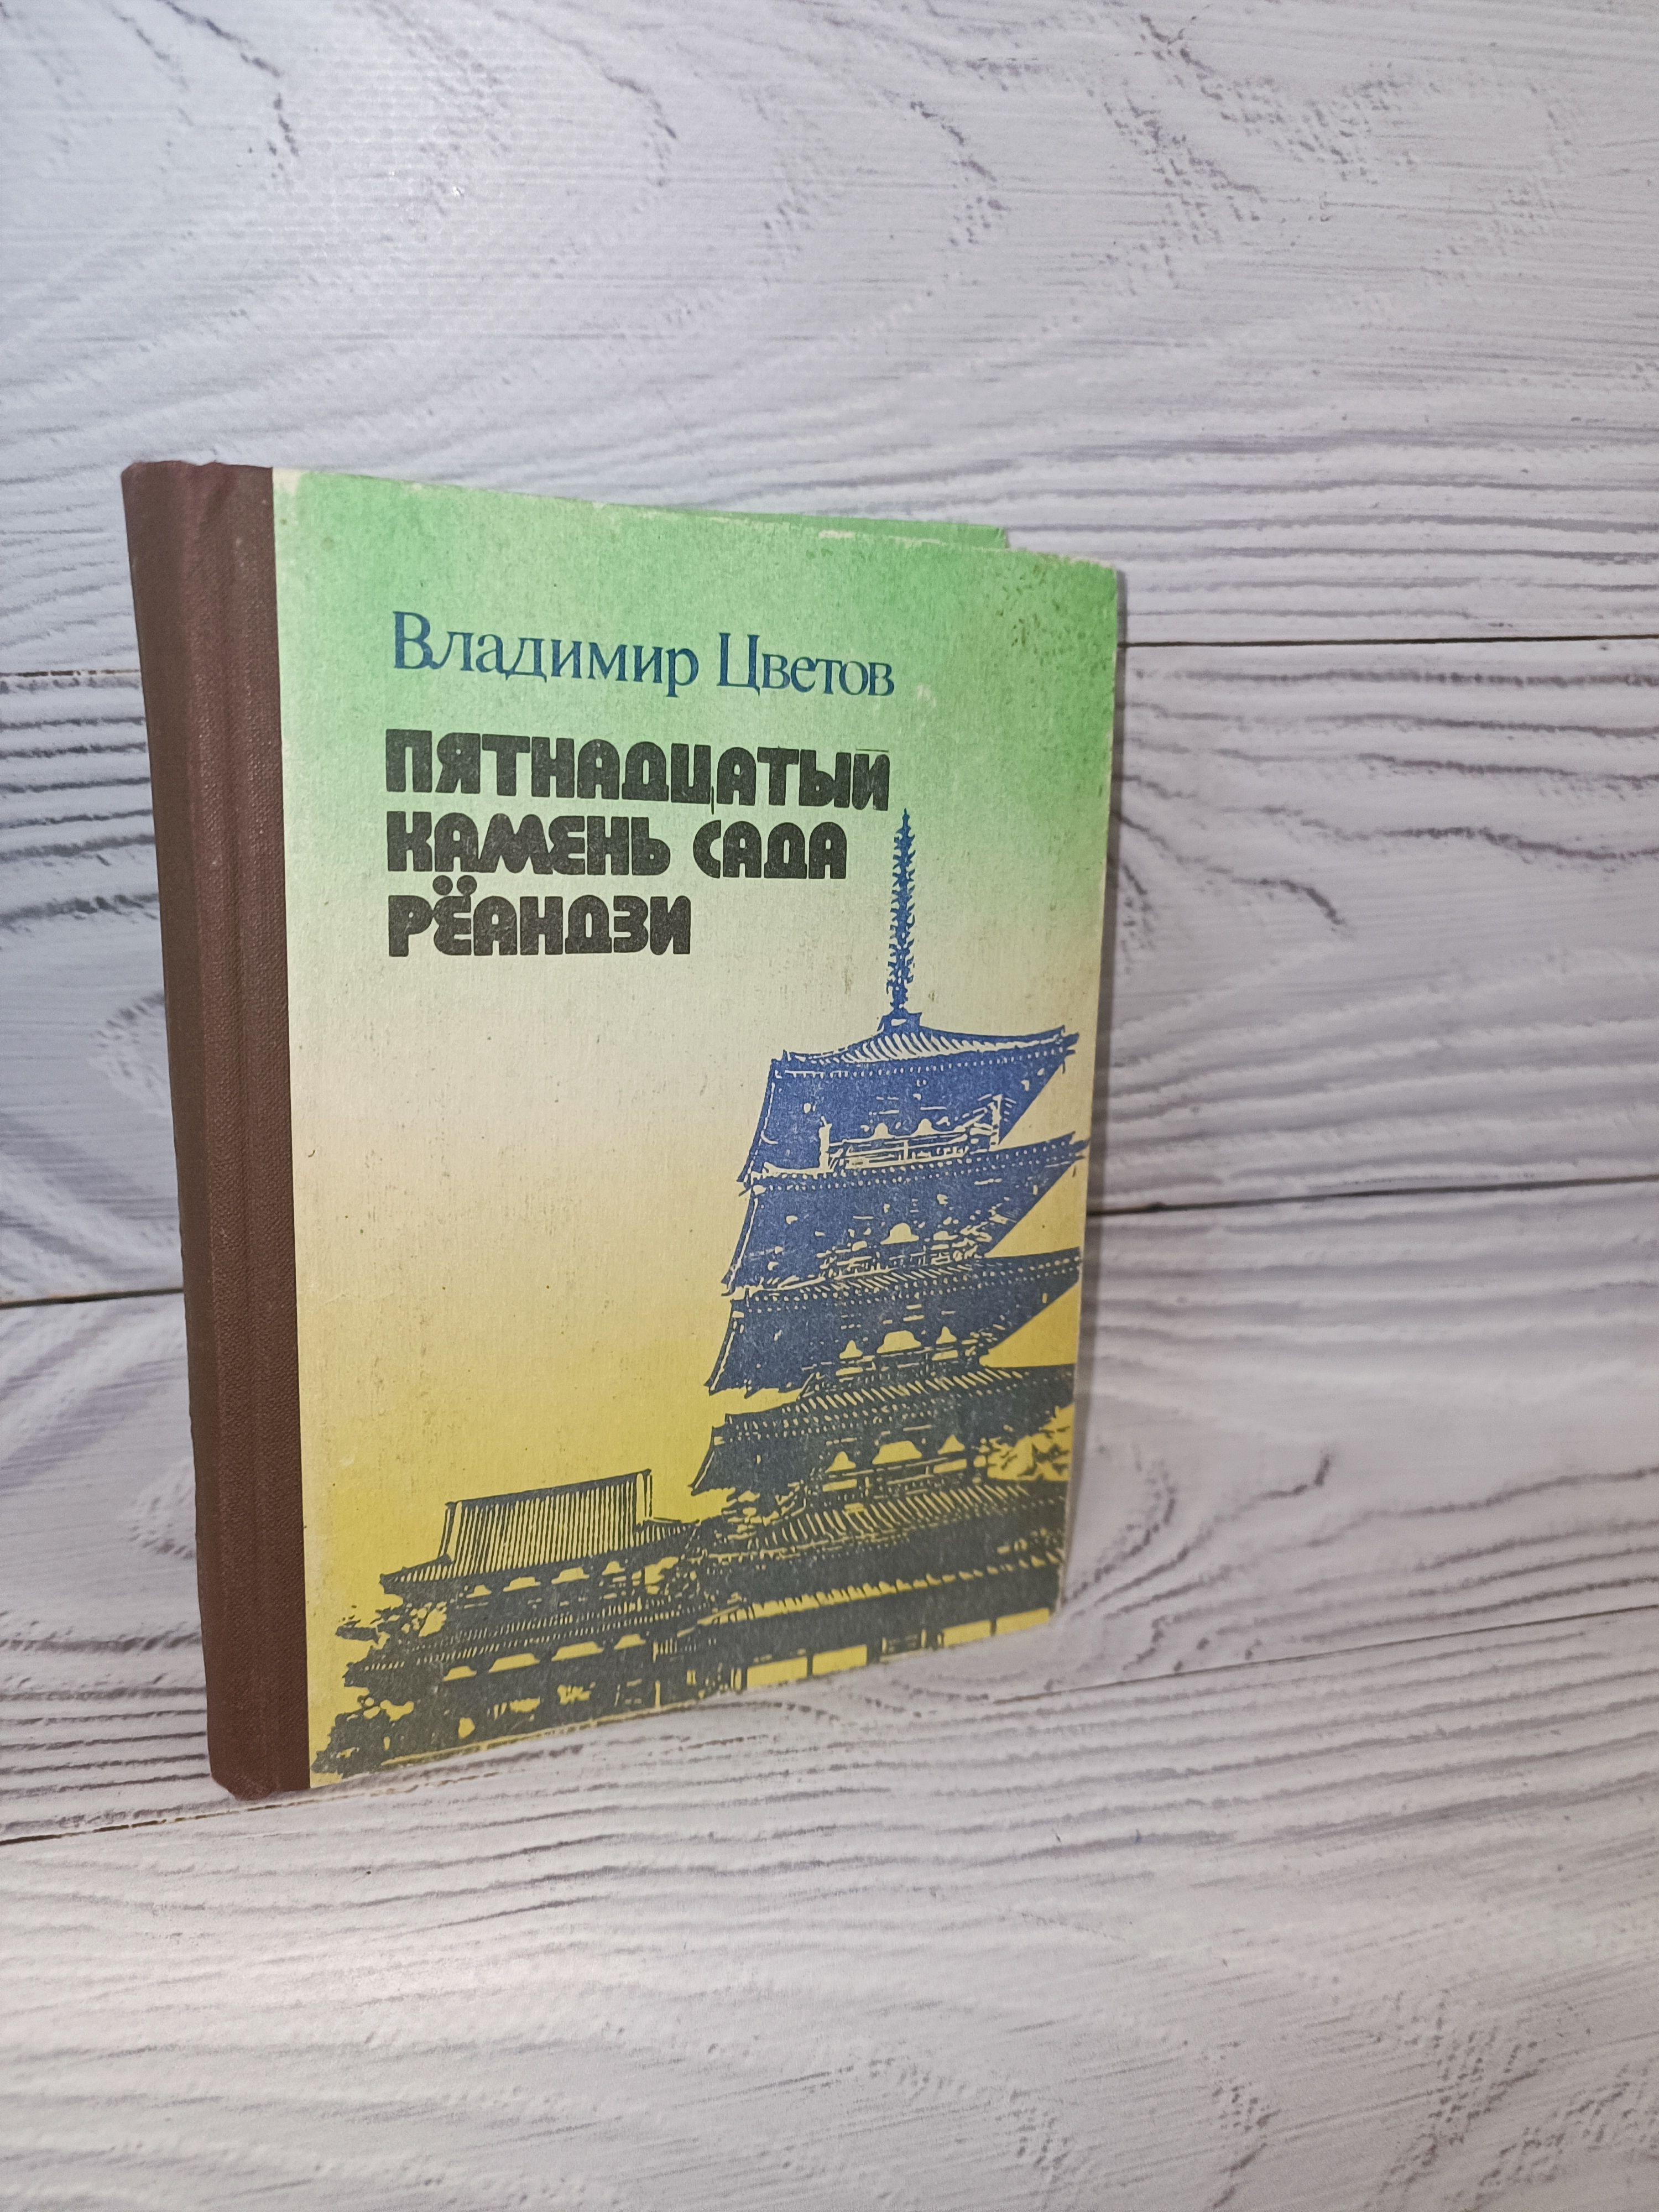 Владимир Цветов
ПЯТНАДЦАТЫЙ
КАМЕНЬ САДА
РЁАНДЗИ